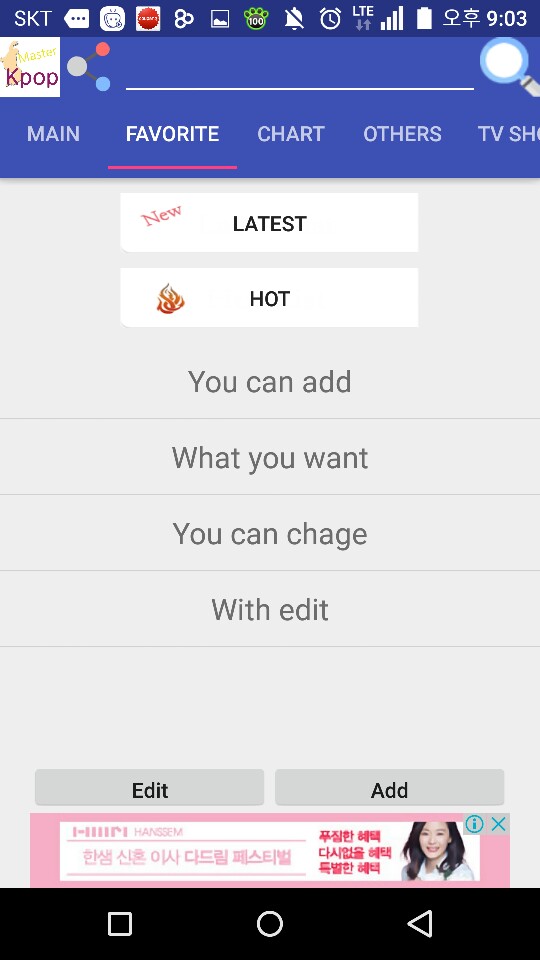 SKT
100
LTE
오후 9:03
Master
Kpop
MAIN
FAVORITE
CHART
OTHERS
TV SH
New
LATEST
HOT
You can add
What you want
You can chage
With edit
Edit
Add
HANSSEM
한샘 신혼 이사 다드림 페스티벌
푸짐한 혜택
다시없을 혜택
특별한 혜택